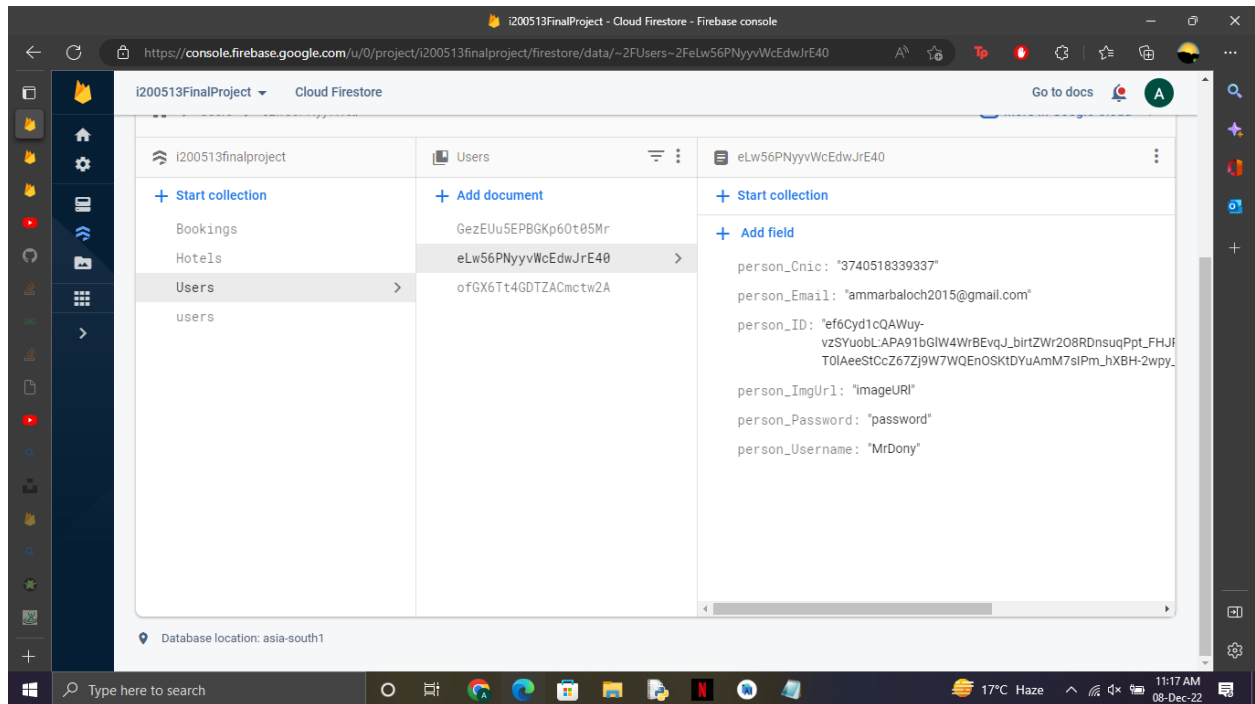 i200513FinalProject - Cloud Firestore - Firebase console
https://console.firebase.google.com/u/0/project/i200513finalproject/firestore/data/~2FUsers~2FeLw56PNyyvWcEdwJrE40
i200513FinalProject Cloud Firestore Go to docs A
i200513finalproject
Users
eLw56PNyyvWcEdwJrE40
+ Start collection
+ Add document
+ Start collection
Bookings
Hotels
Users
users
GezEUu5EPBGKp6Ot05Mr
eLw56PNyyvWcEdwJrE40
ofGX6Tt4GDTZACmctw2A
+ Add field
person_Cnic: "3740518339337"
person_Email: "ammarbaloch2015@gmail.com"
person_ID: "ef6Cyd1cQAWuy-
vzSYuobL:APA91bGlW4WrBEvqJ_birtZWr2O8RDnsuqPpt_FHJF
T0lAeeStCcZ67Zj9W7WQEnOSKtDYuAmM7sIPm_hXBH-2wpy_
person_ImgUrl: "imageURl"
person_Password: "password"
person_Username: "MrDony"
Database location: asia-south1
Type here to search
17°C Haze
11:17 AM
08-Dec-22